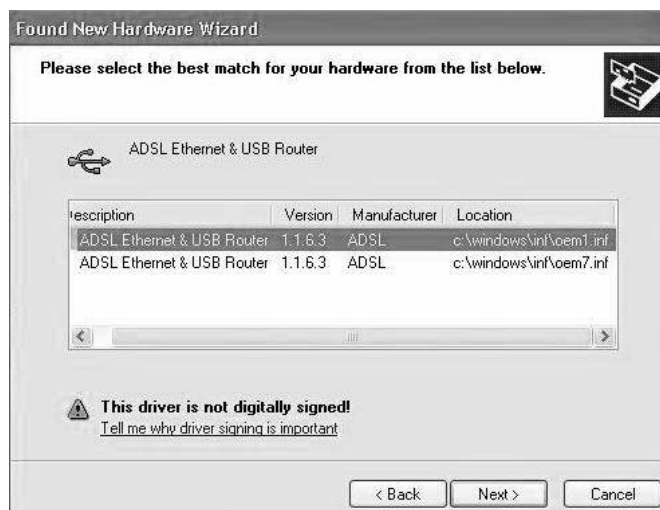 Found New Hardware Wizard
Please select the best match for your hardware from the list below.
ADSL Ethernet & USB Router
escription Version Manufacturer Location
ADSL Ethernet & USB Router 1.1.6.3 ADSL c:\windows\inf\oem1.inf
ADSL Ethernet & USB Router 1.1.6.3 ADSL c:\windows\inf\oem7.inf
This driver is not digitally signed!
Tell me why driver signing is important
< Back Next > Cancel